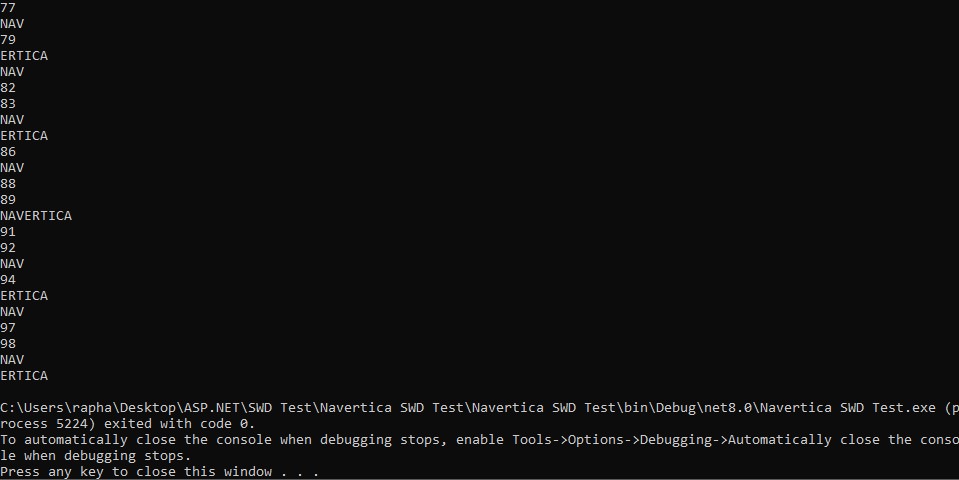 77
NAV
79
ERTICA
NAV
82
83
NAV
ERTICA
86
NAV
88
89
NAVERTICA
91
92
NAV
94
ERTICA
NAV
97
98
NAV
ERTICA
C:\Users\rapha\Desktop\ASP.NET\SWD Test\Navertica SWD Test\Navertica SWD Test\bin\Debug\net8.0\Navertica SWD Test.exe (p
rocess 5224) exited with code 0.
To automatically close the console when debugging stops, enable Tools->Options->Debugging->Automatically close the conso
le when debugging stops.
Press any key to close this window . . .